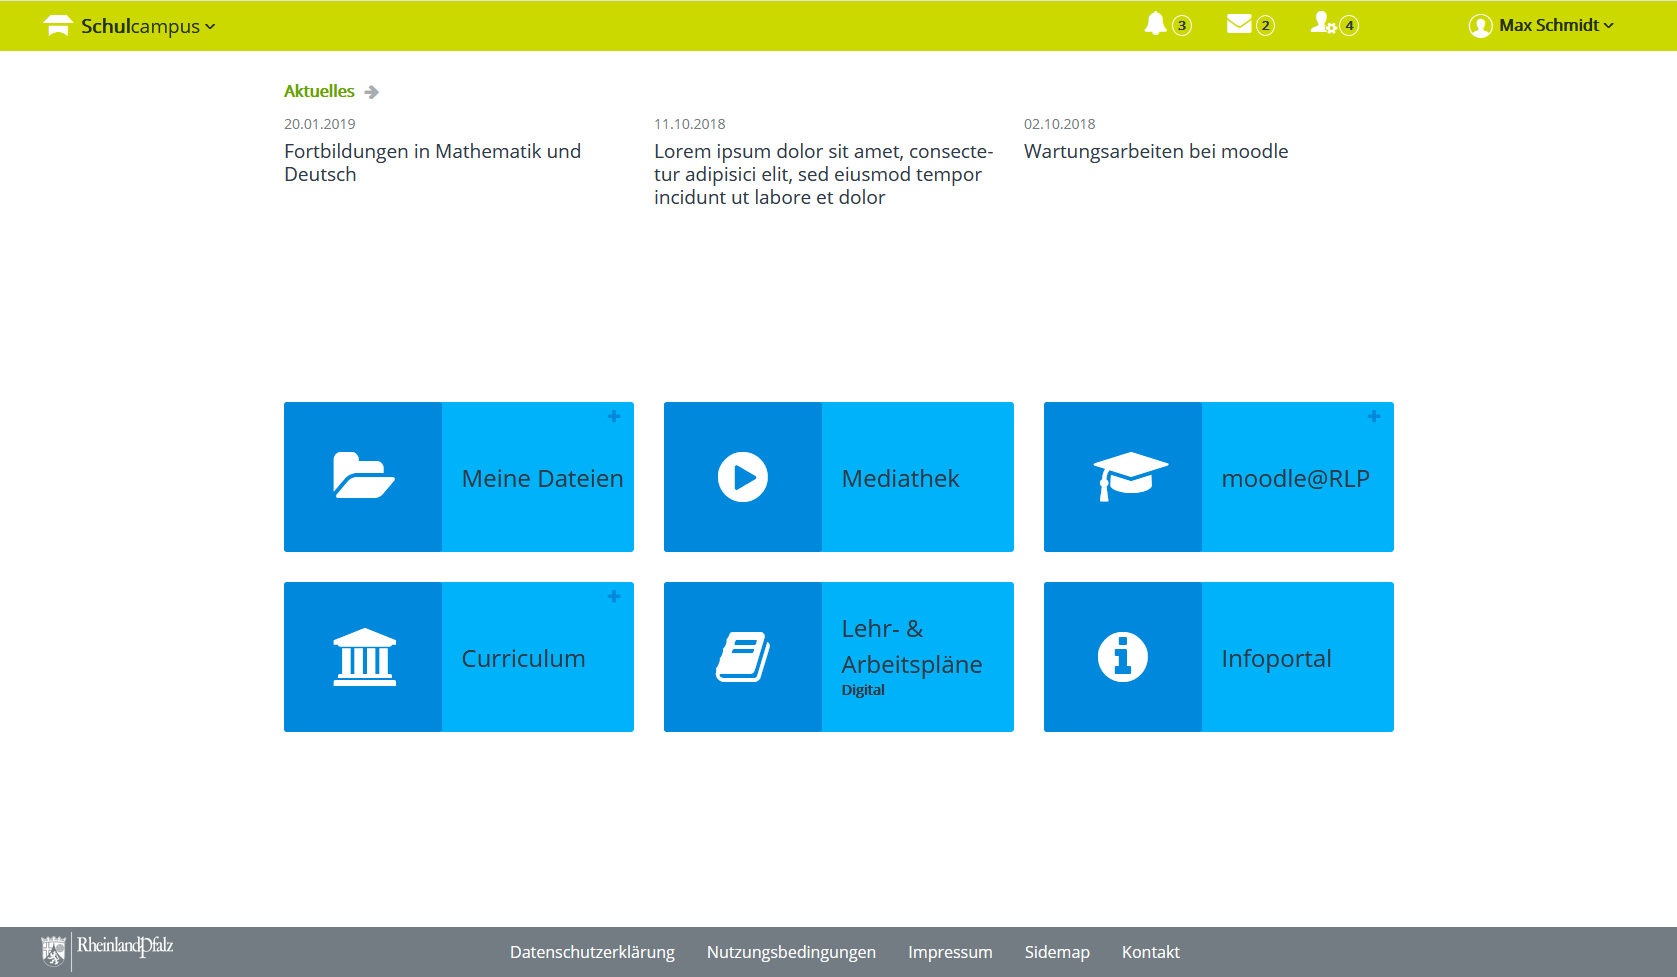 Schulcampus
3
2
4
Max Schmidt
Aktuelles
20.01.2019
Fortbildungen in Mathematik und
Deutsch
11.10.2018
Lorem ipsum dolor sit amet, consecte-
tur adipisici elit, sed eiusmod tempor
incidunt ut labore et dolor
02.10.2018
Wartungsarbeiten bei moodle
Meine Dateien
Mediathek
moodle@RLP
Curriculum
Lehr- &
Arbeitspläne
Digital
Infoportal
RheinlandPfalz
Datenschutzerklärung
Nutzungsbedingungen
Impressum
Sidemap
Kontakt